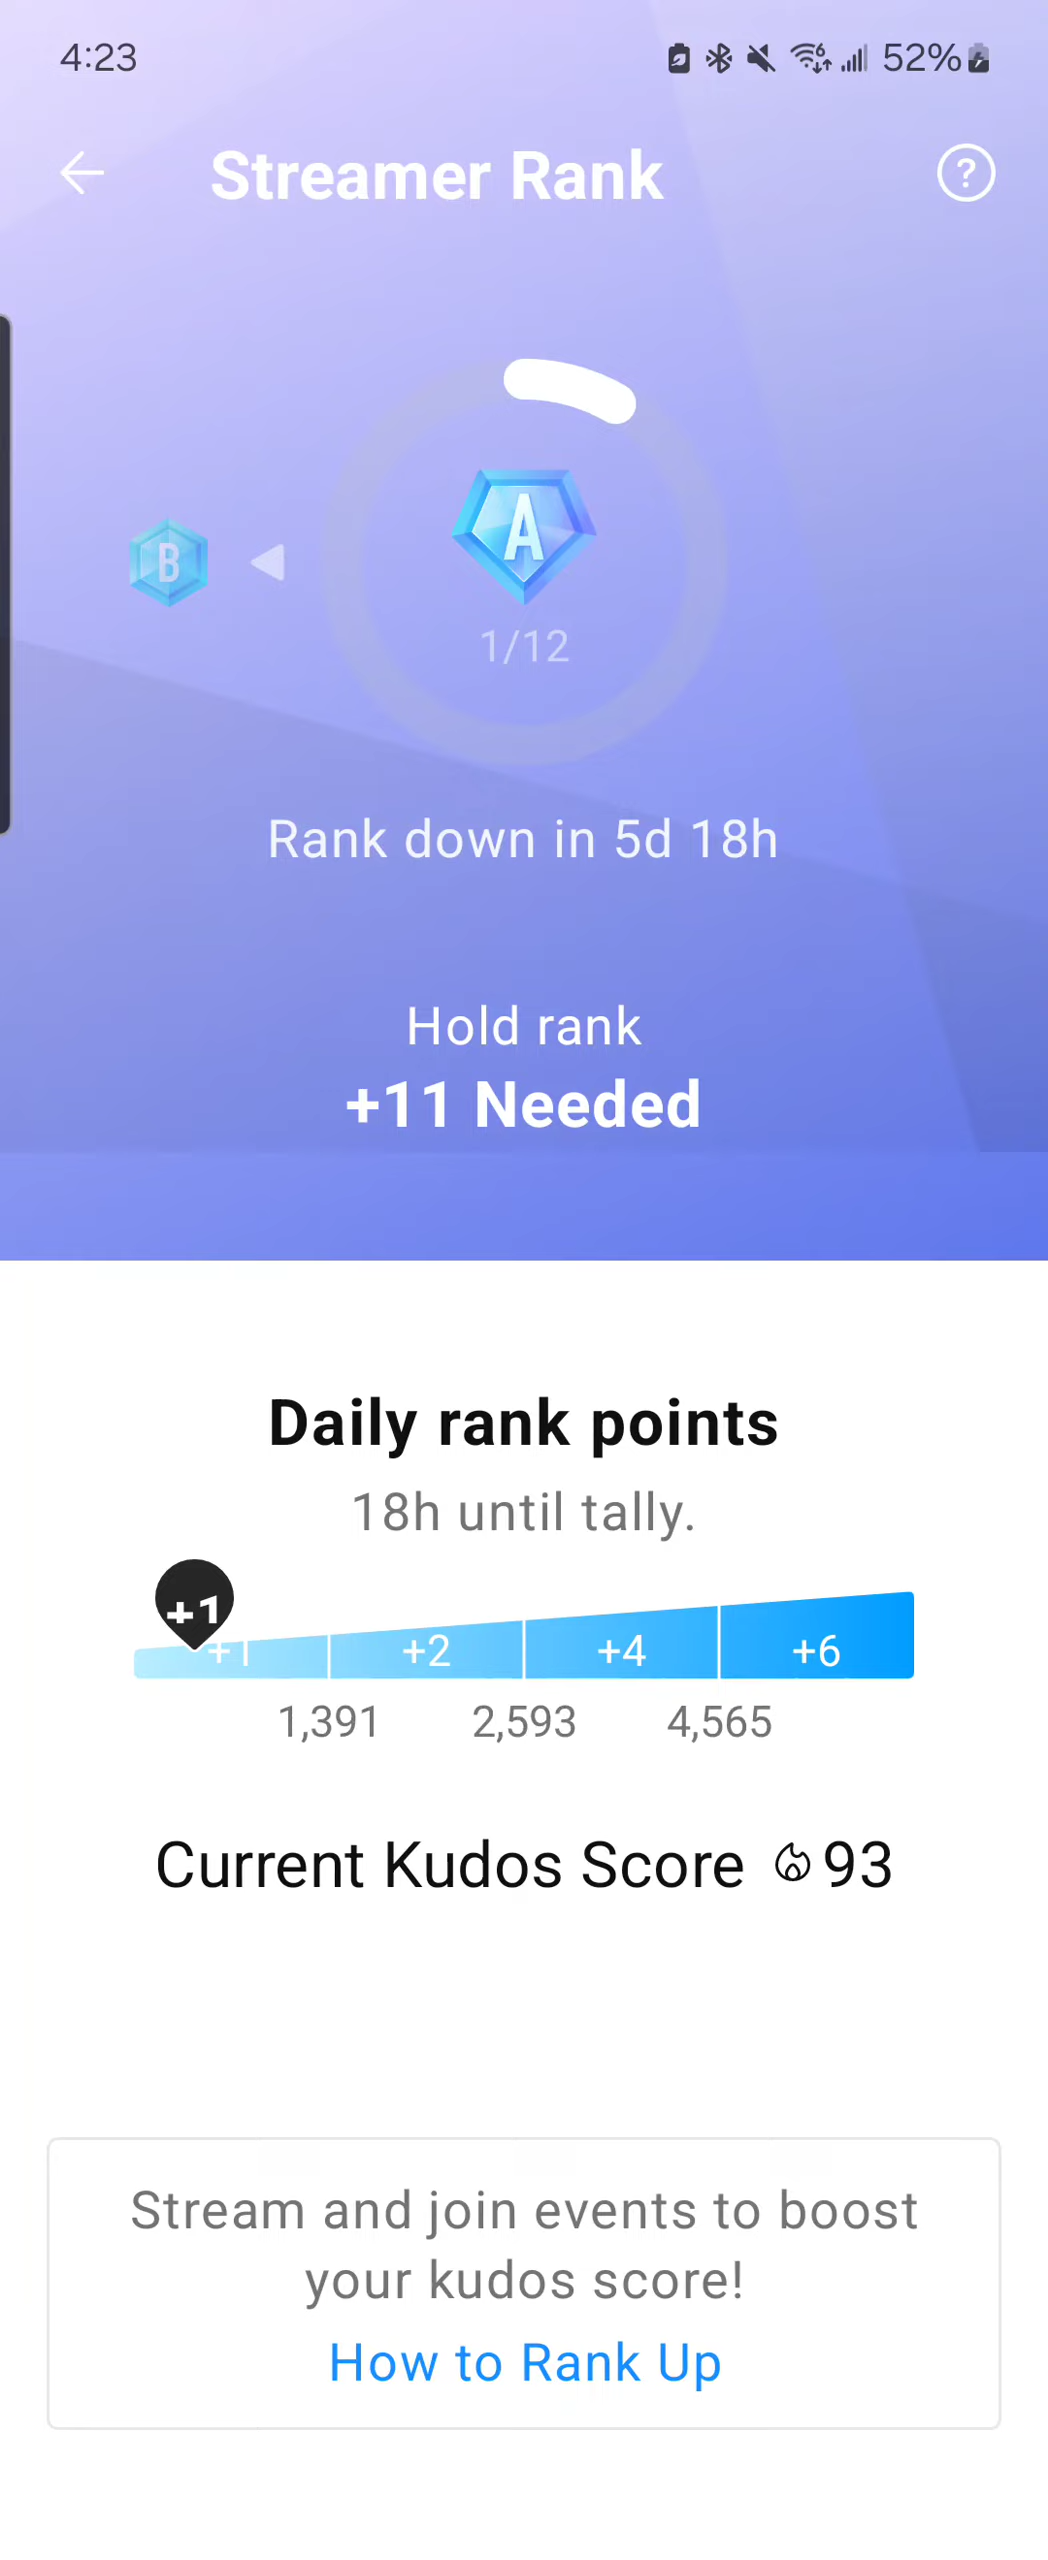 4:23
6
52%
Streamer Rank
?
A
B
1/12
Rank down in 5d 18h
Hold rank
+11 Needed
Daily rank points
18h until tally.
+1
+1
+2
+4
+6
1,391
2,593
4,565
Current Kudos Score 93
Stream and join events to boost
your kudos score!
How to Rank Up